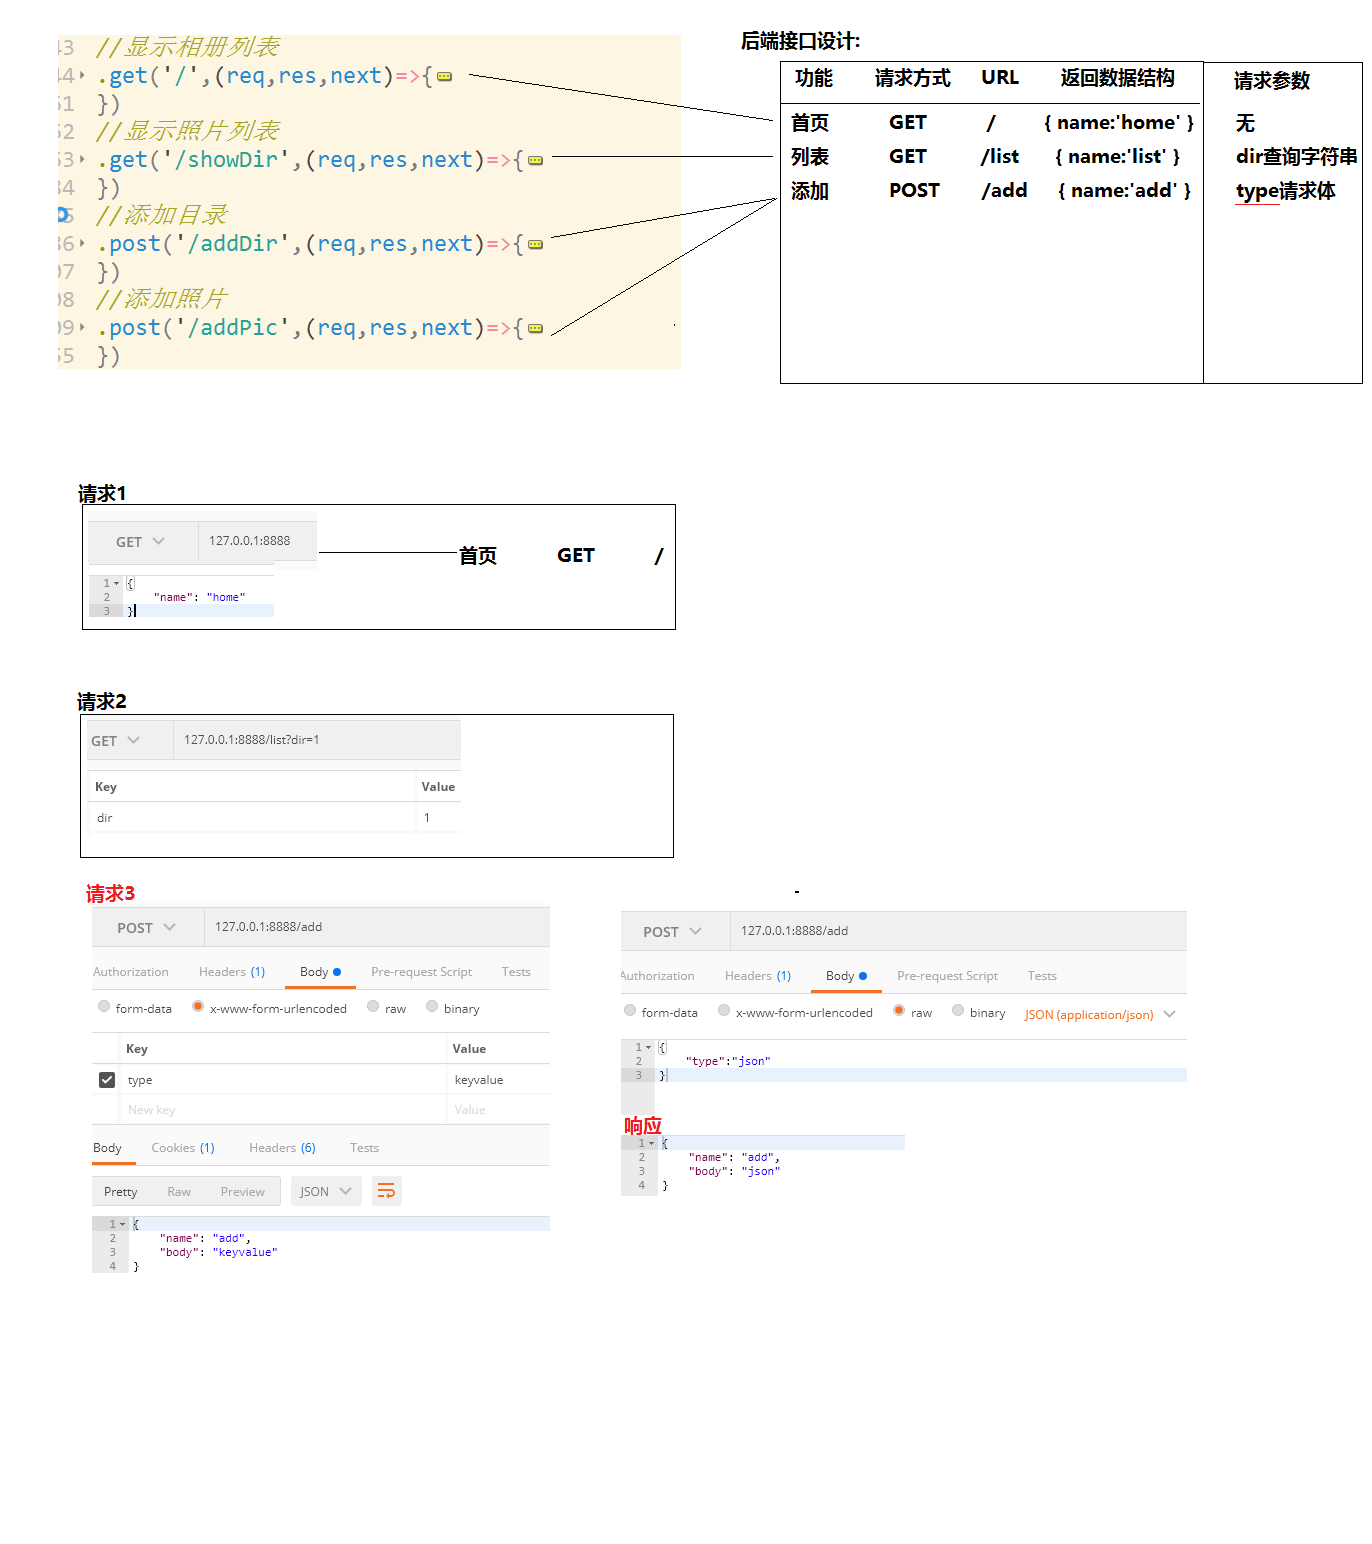 43 //显示相册列表
44 .get('/',(req,res,next)=>{
51 })
52 //显示照片列表
53 .get('/showDir',(req,res,next)=>{
84 })
85 //添加目录
86 .post('/addDir',(req,res,next)=>{
97 })
98 //添加照片
99 .post('/addPic',(req,res,next)=>{
55 })
后端接口设计:
功能 请求方式 URL 返回数据结构 请求参数
首页 GET / { name:'home' } 无
列表 GET /list { name:'list' } dir查询字符串
添加 POST /add { name:'add' } type请求体
请求1
GET 127.0.0.1:8888
首页 GET /
1 {
2 "name": "home"
3 }
请求2
GET 127.0.0.1:8888/list?dir=1
Key Value
dir 1
请求3
POST 127.0.0.1:8888/add
Authorization Headers (1) Body Pre-request Script Tests
form-data x-www-form-urlencoded raw binary
Key Value
type keyvalue
New key Value
Body Cookies (1) Headers (6) Tests
Pretty Raw Preview JSON
1 {
2 "name": "add",
3 "body": "keyvalue"
4 }
POST 127.0.0.1:8888/add
Authorization Headers (1) Body Pre-request Script Tests
form-data x-www-form-urlencoded raw binary JSON (application/json)
1 {
2 "type":"json"
3 }
响应
1 {
2 "name": "add",
3 "body": "json"
4 }